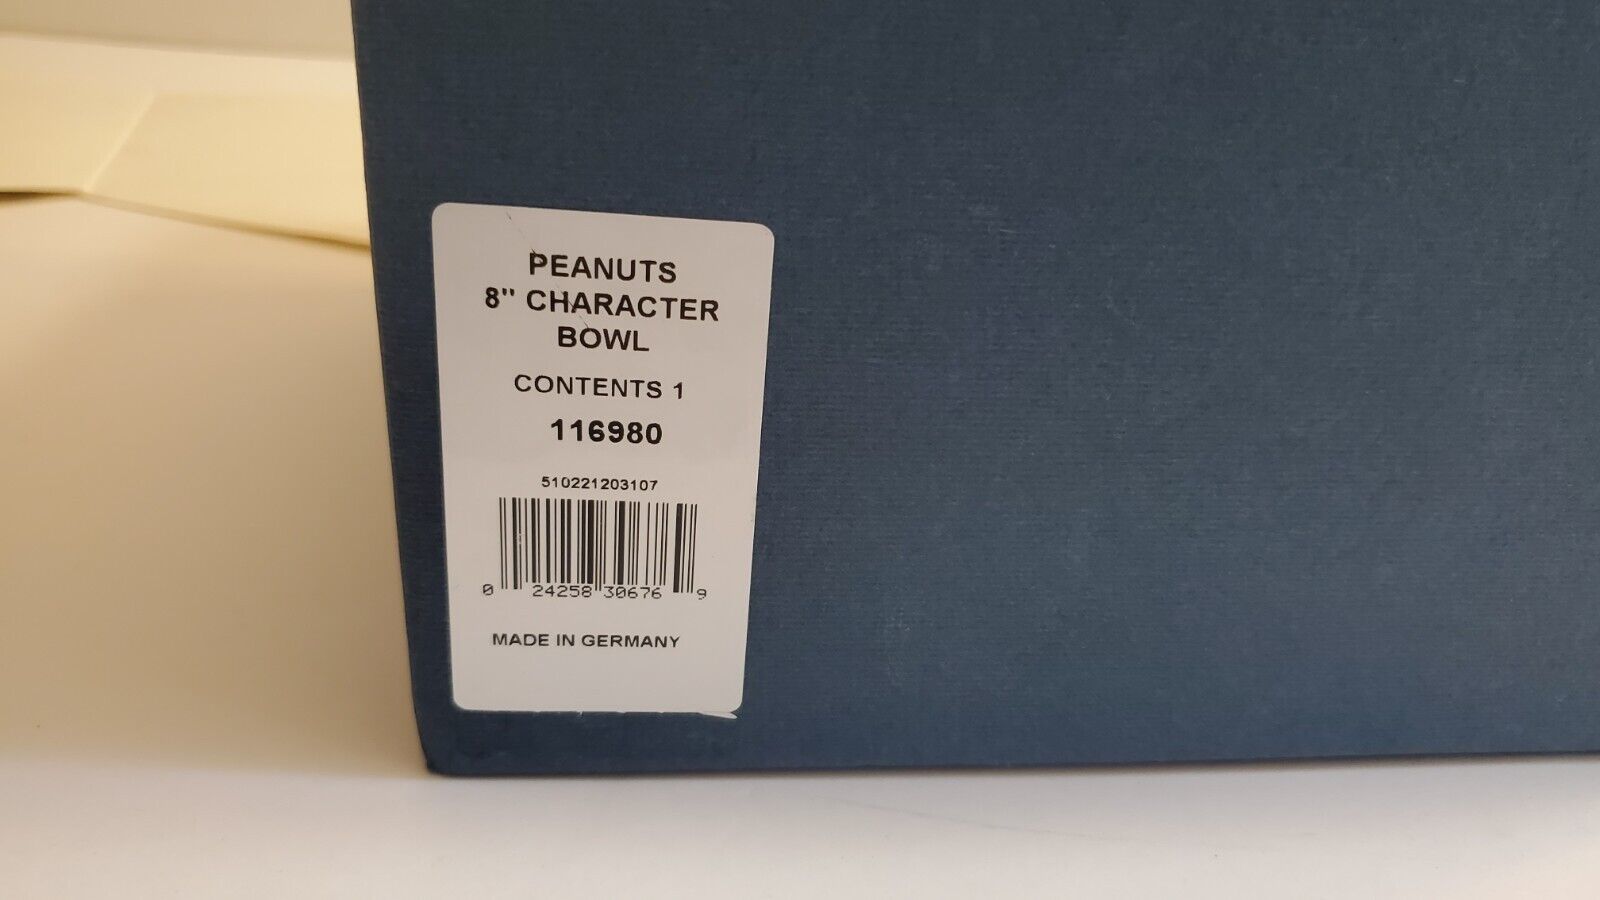 PEANUTS
8" CHARACTER
BOWL
CONTENTS 1
116980
510221203107
0 24258 30676 9
MADE IN GERMANY